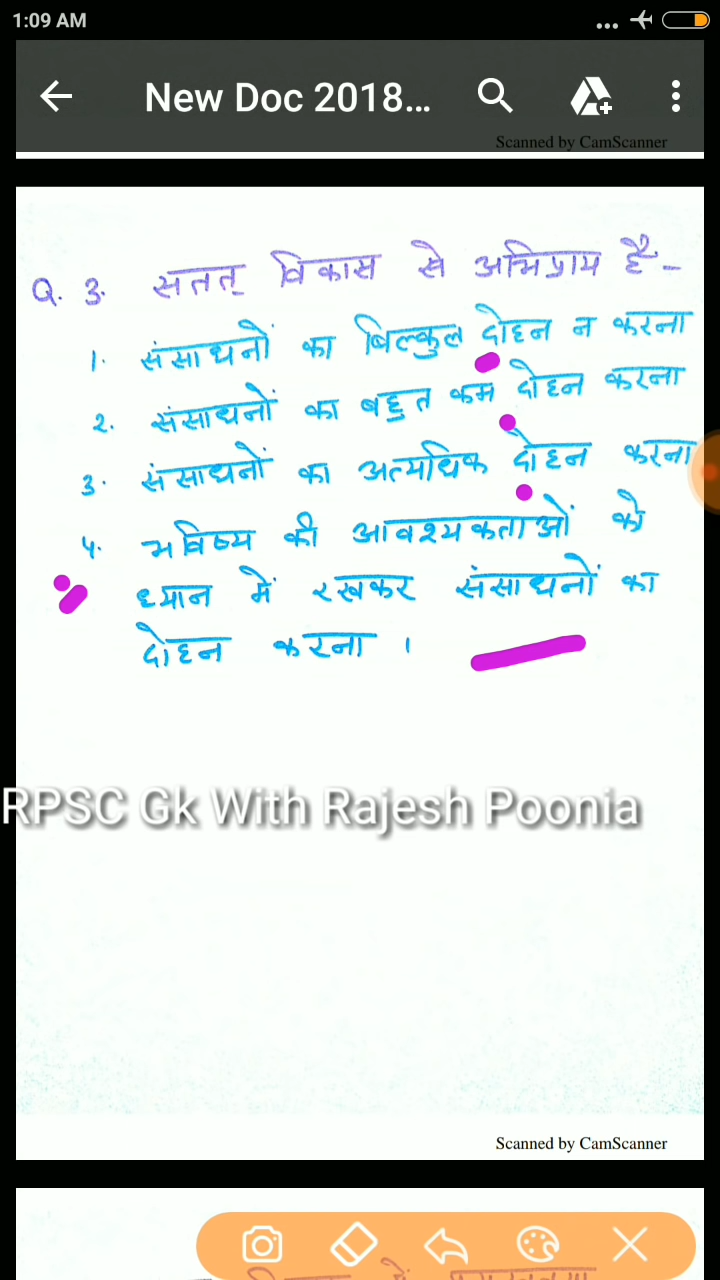 1:09 AM
New Doc 2018...
Scanned by CamScanner
Q. 3. सतत् विकास से अभिप्राय है -
1. संसाधनों का बिल्कुल दोहन न करना
2. संसाधनों का बहुत कम दोहन करना
3. संसाधनों का अत्यधिक दोहन करना
4. भविष्य की आवश्यकताओं को
ध्यान में रखकर संसाधनों का
दोहन करना ।
RPSC Gk With Rajesh Poonia
Scanned by CamScanner
में